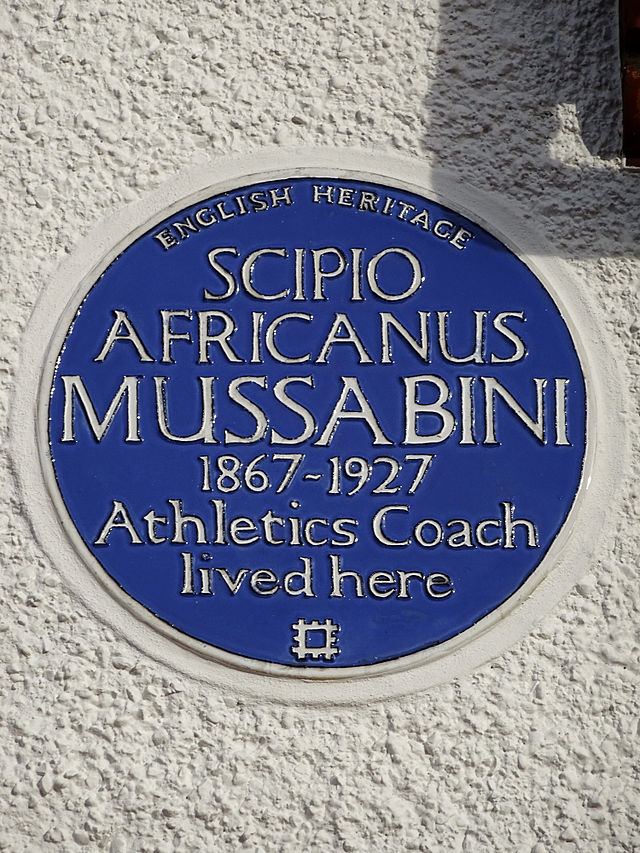 ENGLISH HERITAGE
SCIPIO
AFRICANUS
MUSSABINI
1867-1927
Athletics Coach
lived here